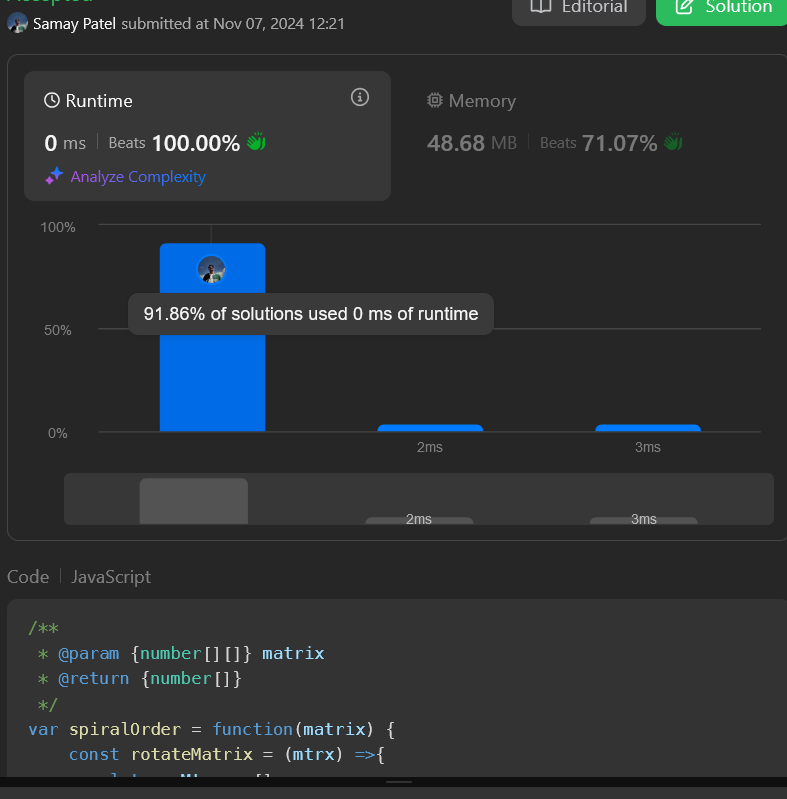 Accepted
Editorial
Solution
Samay Patel submitted at Nov 07, 2024 12:21
Runtime
0 ms Beats 100.00%
Analyze Complexity
Memory
48.68 MB Beats 71.07%
100%
91.86% of solutions used 0 ms of runtime
50%
0%
2ms 3ms
2ms 3ms
Code JavaScript
/**
 * @param {number[][]} matrix
 * @return {number[]}
 */
var spiralOrder = function(matrix) {
    const rotateMatrix = (mtrx) =>{